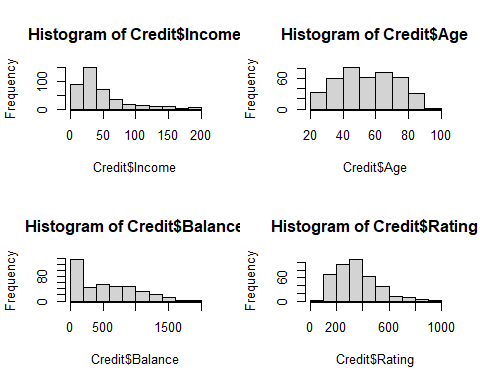 Histogram of Credit$Income
Frequency
0 100
0 50 100 150 200
Credit$Income
Histogram of Credit$Age
Frequency
0 60
20 40 60 80 100
Credit$Age
Histogram of Credit$Balance
Frequency
0 80
0 500 1500
Credit$Balance
Histogram of Credit$Rating
Frequency
0 60
0 200 600 1000
Credit$Rating